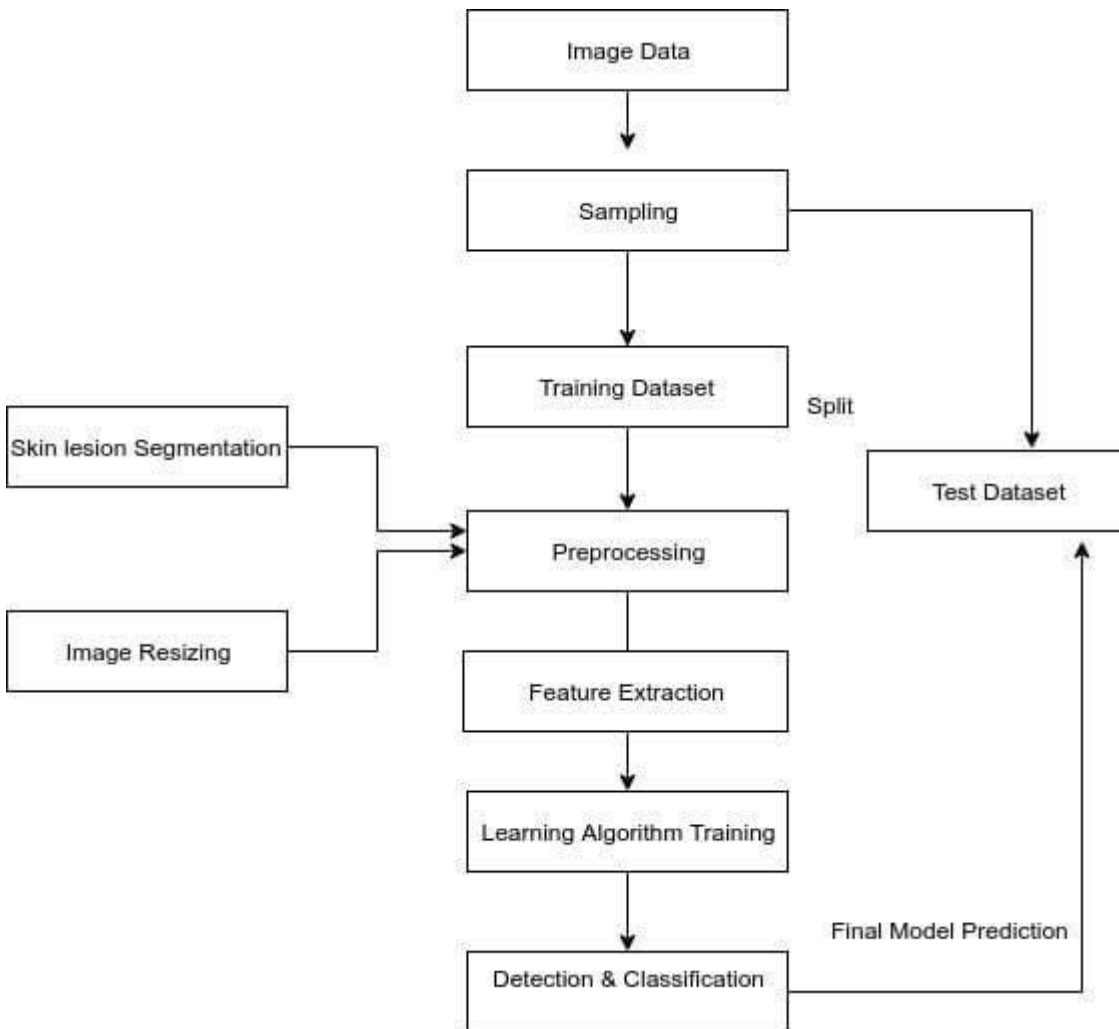 Image Data
Sampling
Training Dataset
Split
Skin lesion Segmentation
Test Dataset
Preprocessing
Image Resizing
Feature Extraction
Learning Algorithm Training
Final Model Prediction
Detection & Classification